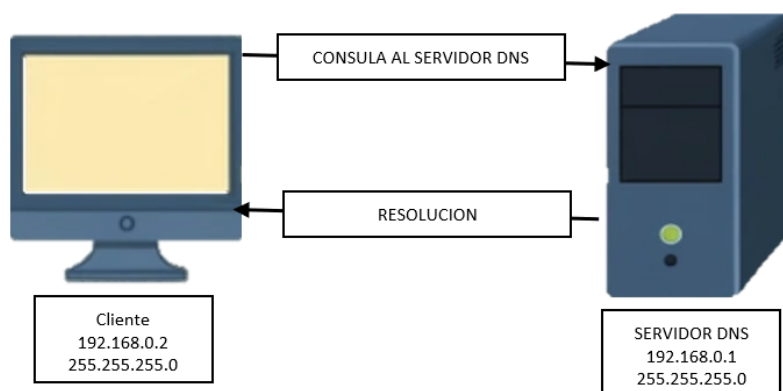 CONSULA AL SERVIDOR DNS
RESOLUCION
Cliente
192.168.0.2
255.255.255.0
SERVIDOR DNS
192.168.0.1
255.255.255.0